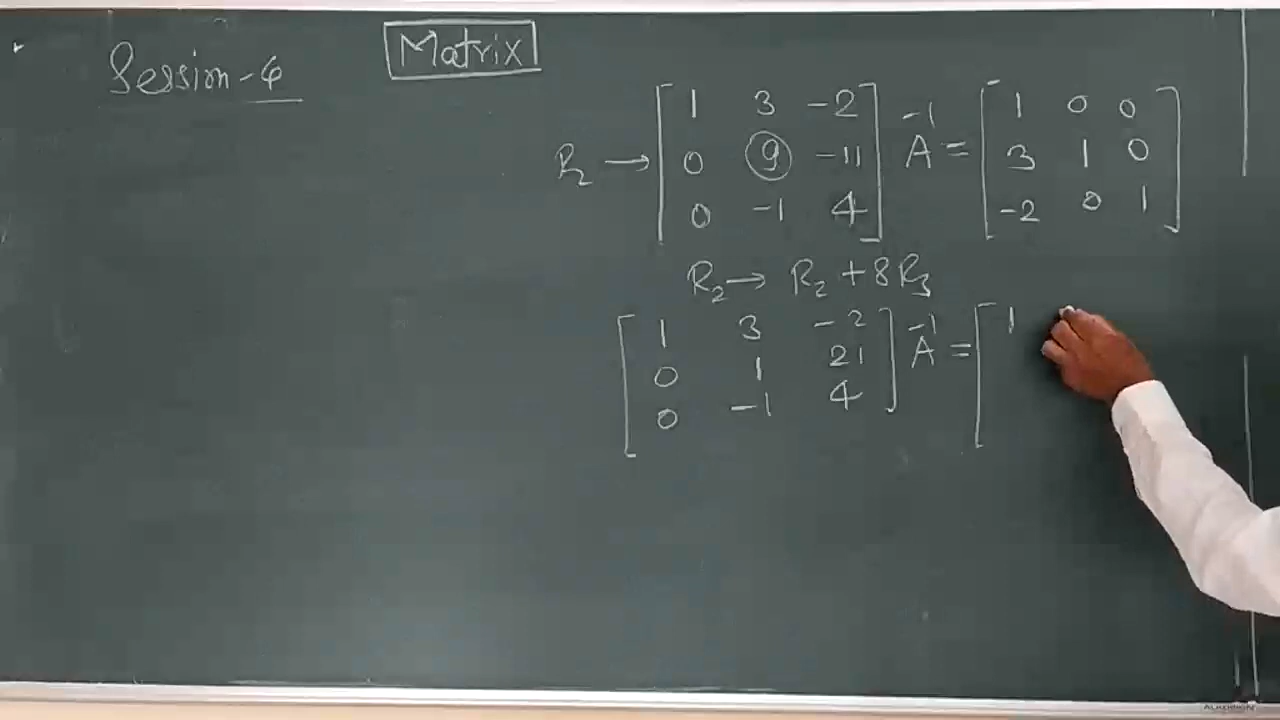 Session-4
Matrix
R2 → [ 1 3 -2 ] A^-1 = [ 1 0 0 ]
[ 0 9 -11 ] [ 3 1 0 ]
[ 0 -1 4 ] [ -2 0 1 ]
R2 → R2 + 8R3
[ 1 3 -2 ] A^-1 = [ 1
[ 0 1 21 ]
[ 0 -1 4 ]